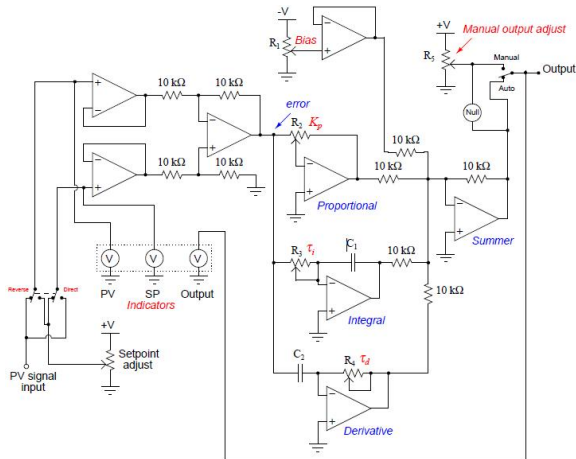 -V
R1
Bias
+V
Manual output adjust
R5
Manual
Output
Auto
Null
10 kΩ
10 kΩ
error
R2
Kp
10 kΩ
10 kΩ
10 kΩ
10 kΩ
10 kΩ
10 kΩ
Proportional
Summer
V
V
V
PV
SP
Output
Indicators
R3
τi
C1
10 kΩ
10 kΩ
Integral
Reverse
Direct
+V
Setpoint
adjust
PV signal
input
C2
R4
τd
Derivative